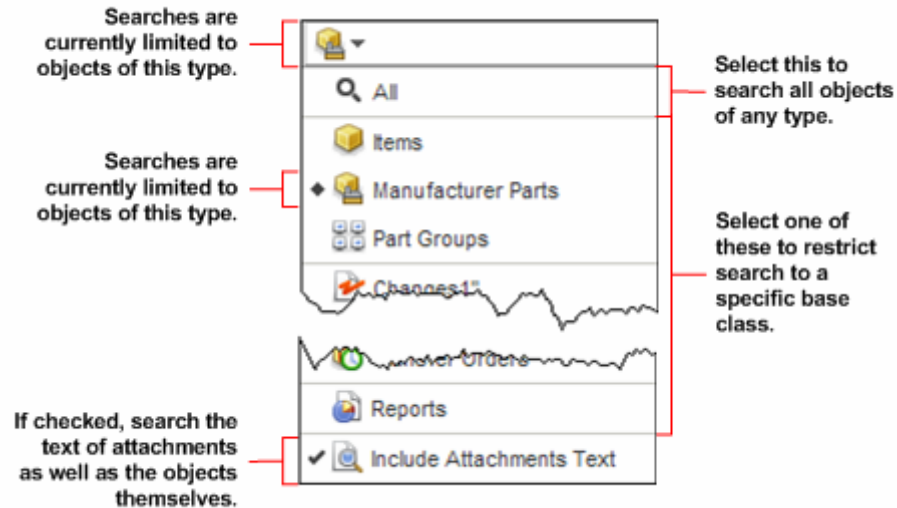 Searches are
currently limited to
objects of this type.
All
Select this to
search all objects
of any type.
Items
Searches are
currently limited to
objects of this type.
Manufacturer Parts
Part Groups
Select one of
these to restrict
search to a
specific base
class.
Changes1"
Orders
Reports
If checked, search the
text of attachments
as well as the objects
themselves.
Include Attachments Text